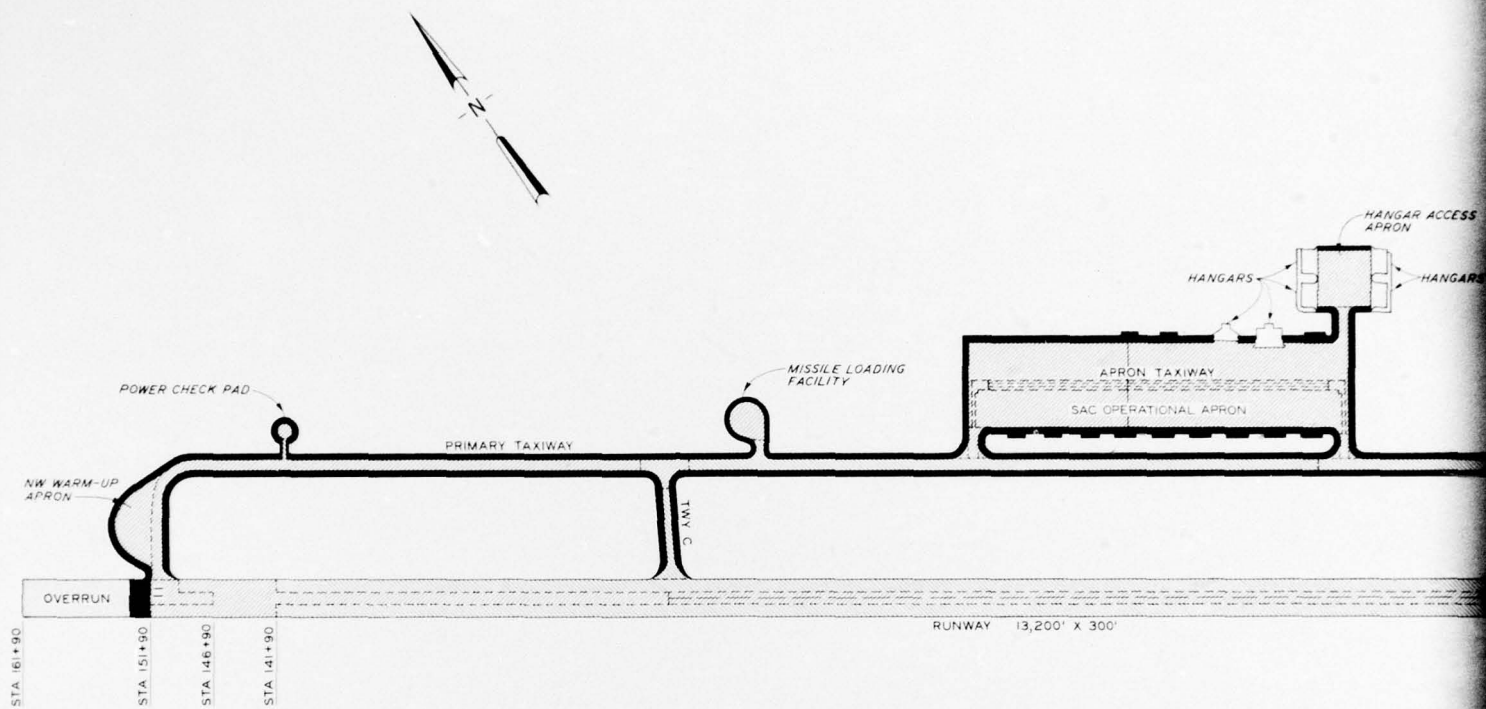 N
HANGAR ACCESS
APRON
HANGARS
HANGARS
MISSILE LOADING
FACILITY
APRON TAXIWAY
POWER CHECK PAD
SAC OPERATIONAL APRON
PRIMARY TAXIWAY
NW WARM-UP
APRON
TWY C
OVERRUN
RUNWAY 13,200' X 300'
STA 161+90
STA 151+90
STA 146+90
STA 141+90